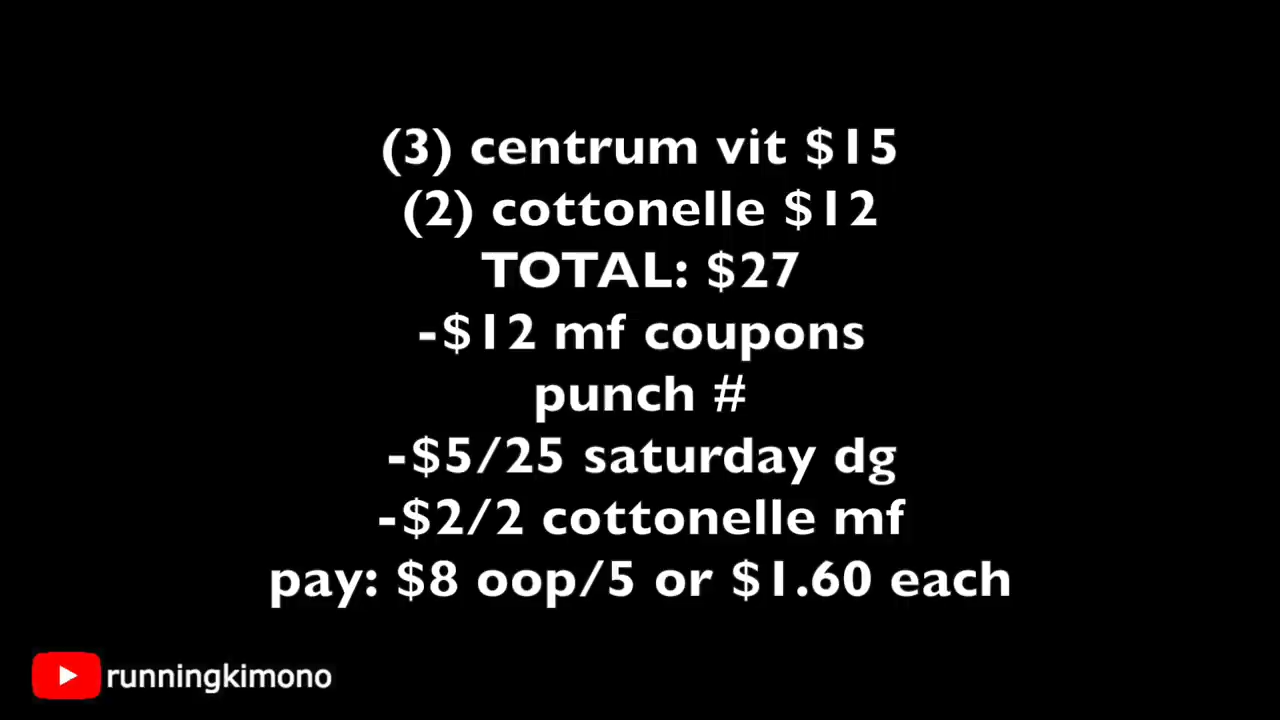 (3) centrum vit $15
(2) cottonelle $12
TOTAL: $27
-$12 mf coupons
punch #
-$5/25 saturday dg
-$2/2 cottonelle mf
pay: $8 oop/5 or $1.60 each
runningkimono